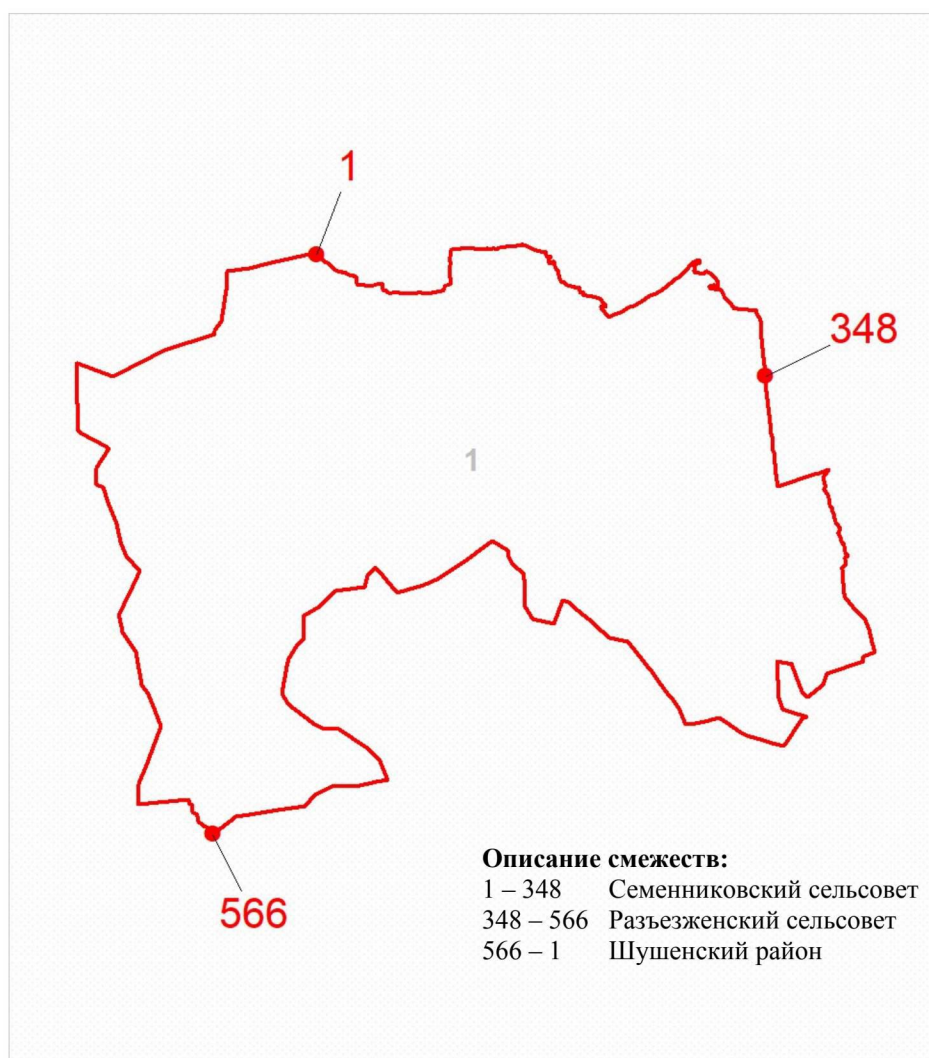 1
348
1
566
Описание смежеств:
1 – 348 Семенниковский сельсовет
348 – 566 Разъезженский сельсовет
566 – 1 Шушенский район